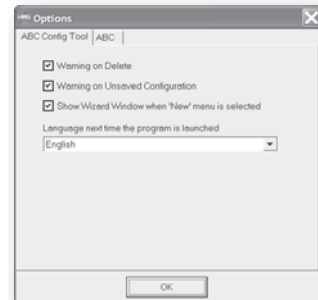 Options
ABC Config Tool ABC
Warning on Delete
Warning on Unsaved Configuration
Show Wizard Window when 'New' menu is selected
Language next time the program is launched
English
OK